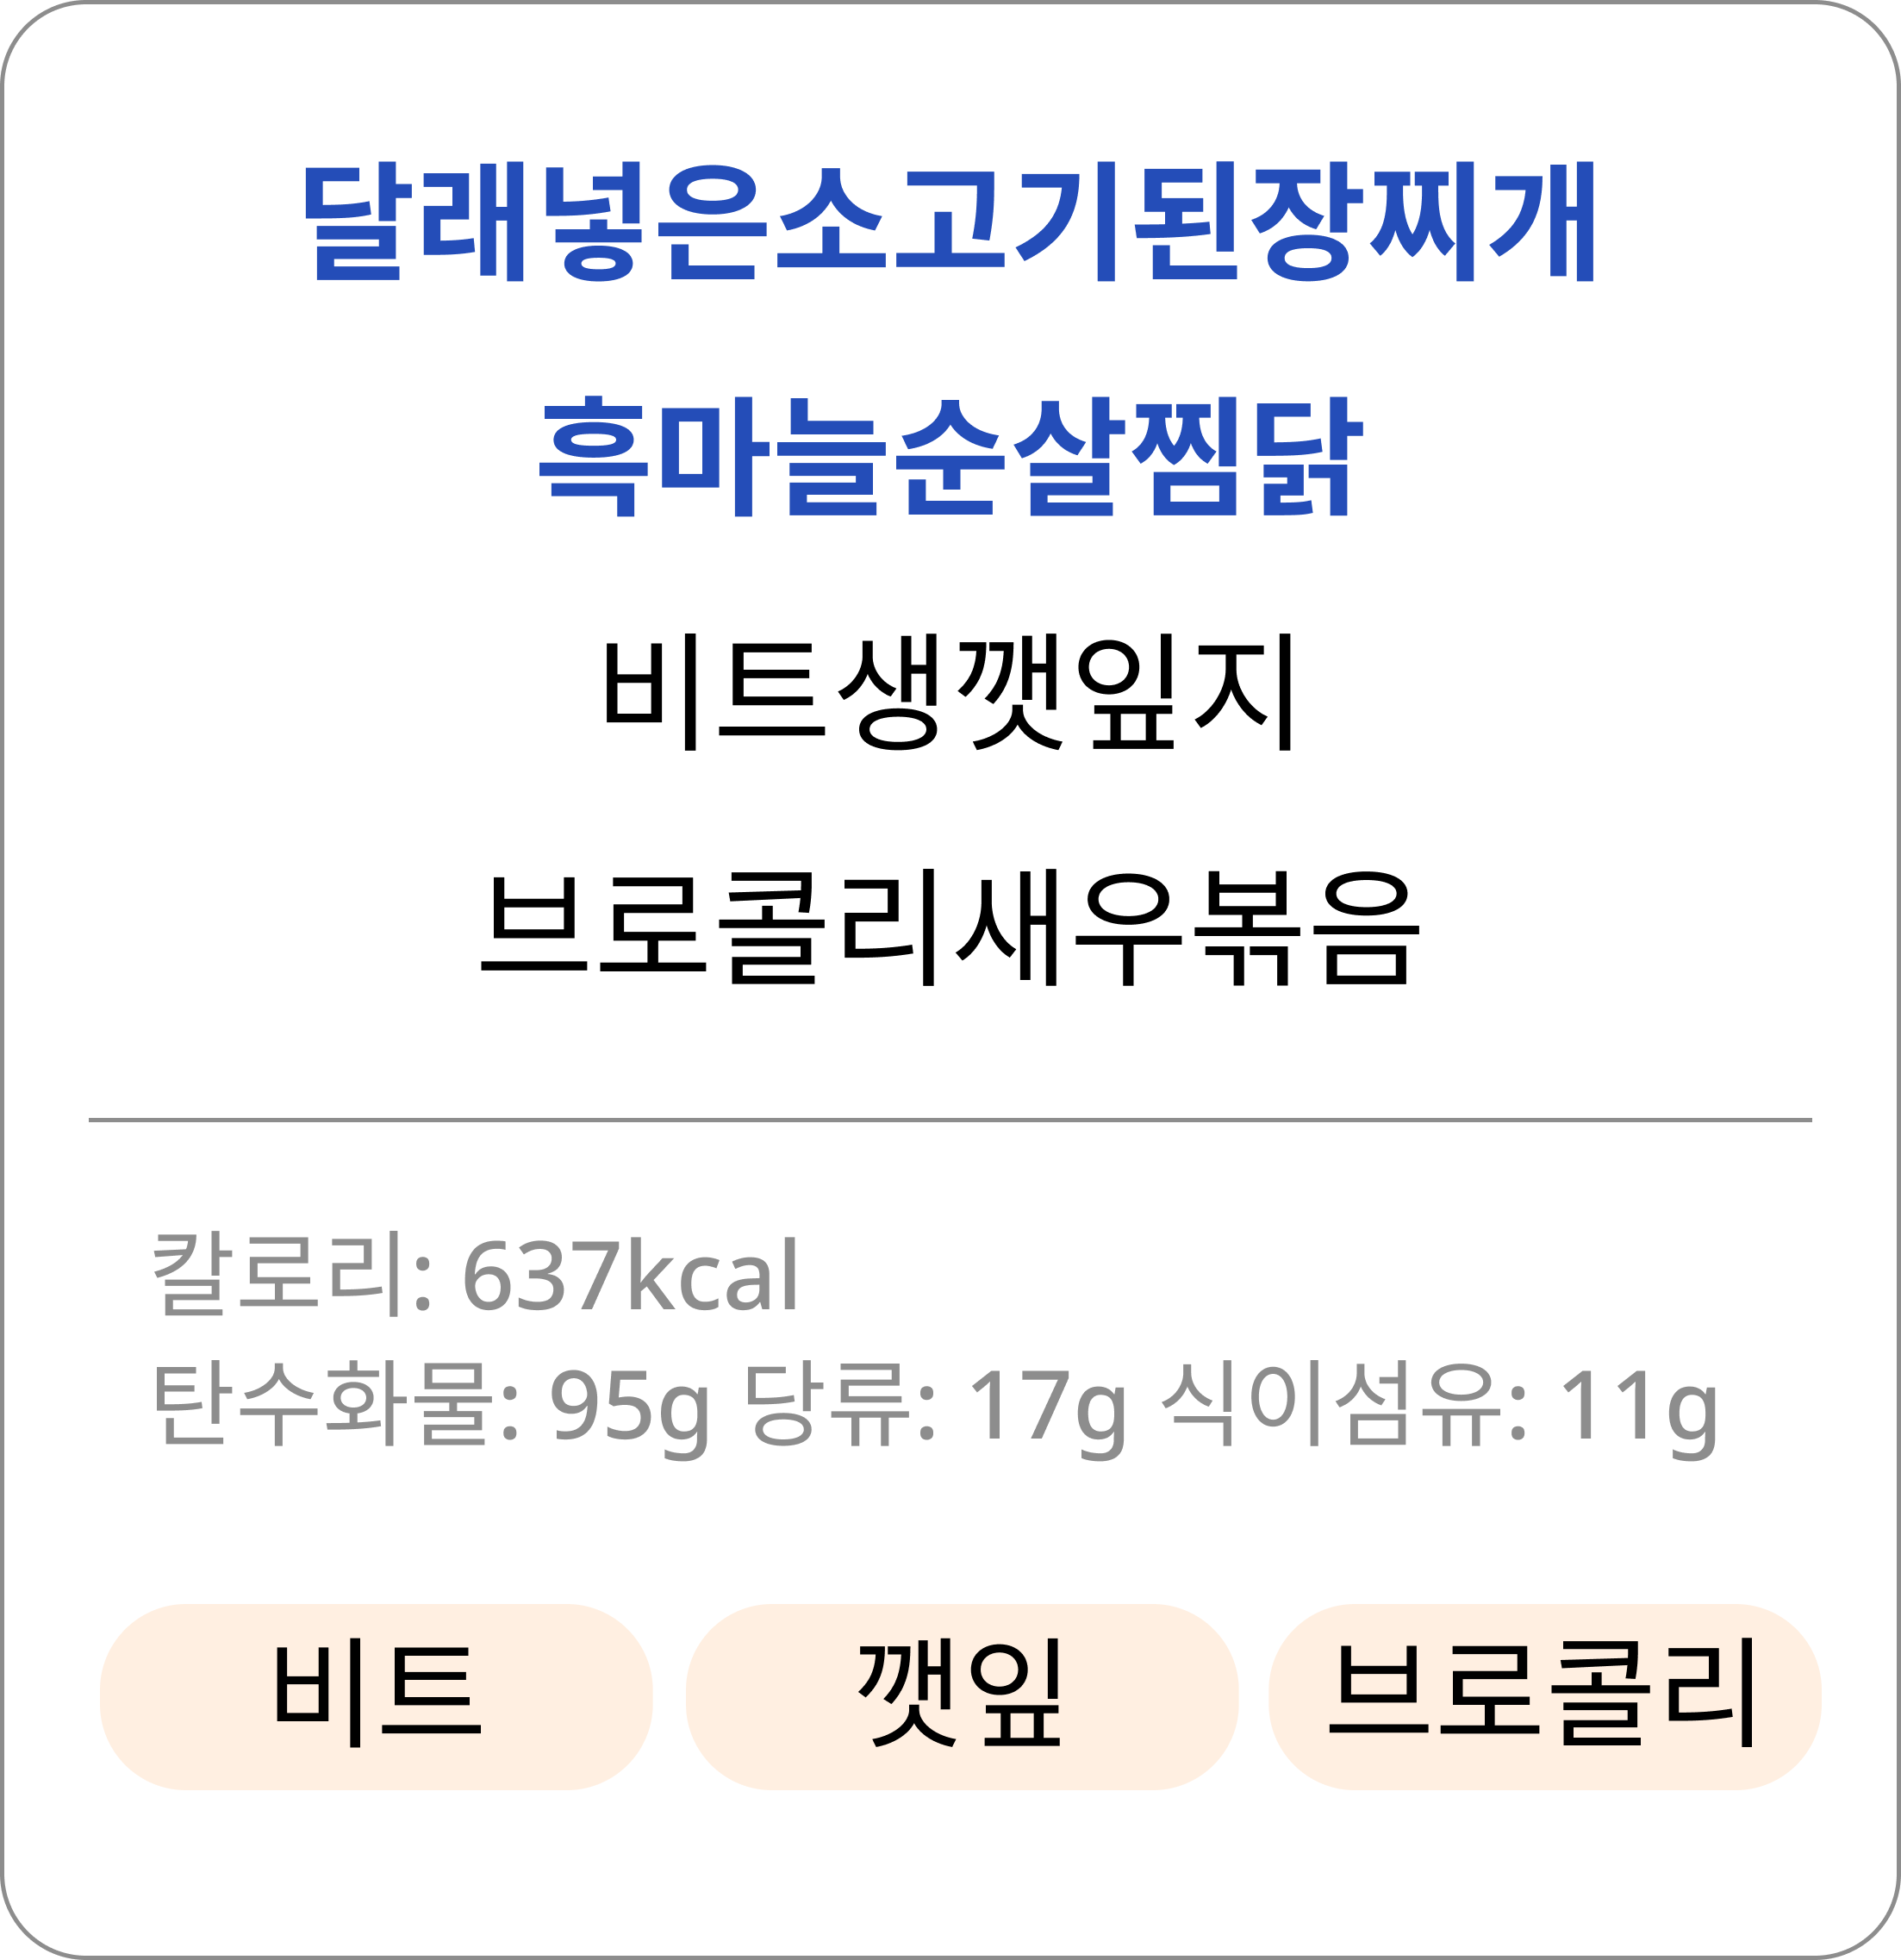 달래넣은소고기된장찌개
흑마늘순살찜닭
비트생깻잎지
브로콜리새우볶음
칼로리: 637kcal
탄수화물: 95g 당류: 17g 식이섬유: 11g
비트 깻잎 브로콜리